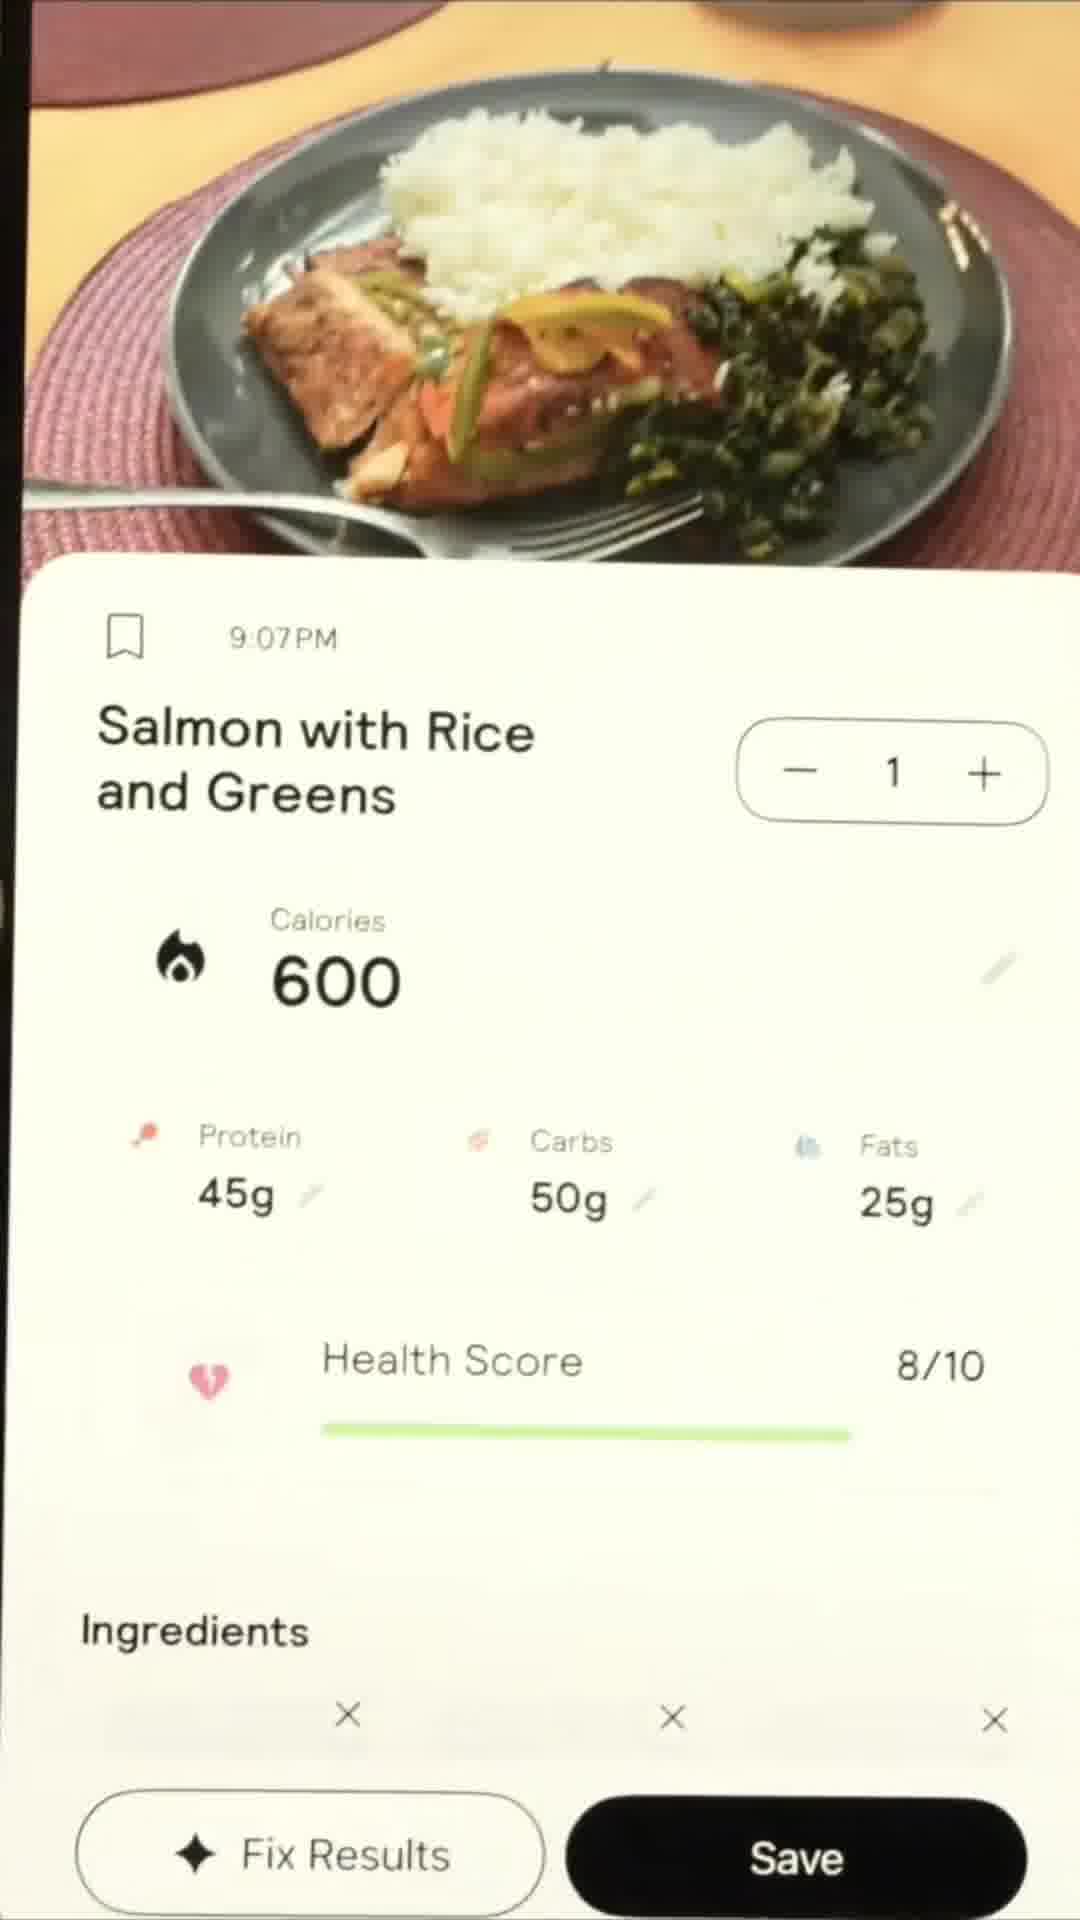 9:07PM
Salmon with Rice
and Greens
1
Calories
600
Protein
45g
Carbs
50g
Fats
25g
Health Score
8/10
Ingredients
Fix Results
Save